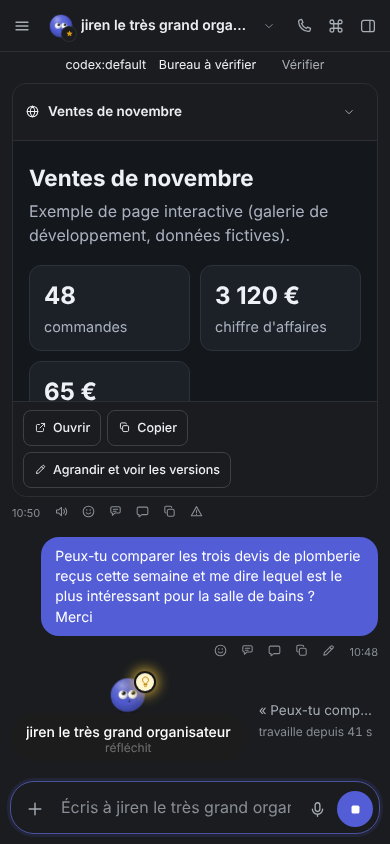 jiren le très grand orga...
codex:default Bureau à vérifier Vérifier
Ventes de novembre
Ventes de novembre
Exemple de page interactive (galerie de
développement, données fictives).
48
commandes
3 120 €
chiffre d'affaires
65 €
Ouvrir
Copier
Agrandir et voir les versions
10:50
Peux-tu comparer les trois devis de plomberie
reçus cette semaine et me dire lequel est le
plus intéressant pour la salle de bains ?
Merci
10:48
jiren le très grand organisateur
réfléchit
« Peux-tu comp...
travaille depuis 41 s
Écris à jiren le très grand organ